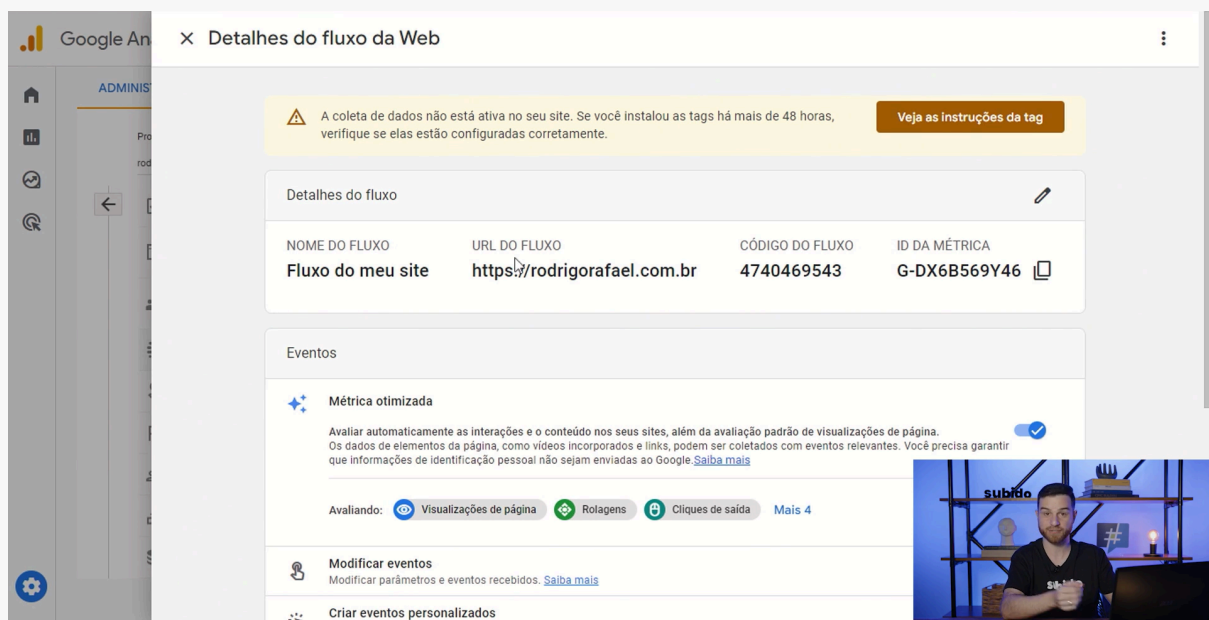 Google An
Detalhes do fluxo da Web
ADMINIS
A coleta de dados não está ativa no seu site. Se você instalou as tags há mais de 48 horas,
verifique se elas estão configuradas corretamente.
Veja as instruções da tag
Pro
rod
Detalhes do fluxo
NOME DO FLUXO
URL DO FLUXO
CÓDIGO DO FLUXO
ID DA MÉTRICA
Fluxo do meu site
https://rodrigorafael.com.br
4740469543
G-DX6B569Y46
Eventos
Métrica otimizada
Avaliar automaticamente as interações e o conteúdo nos seus sites, além da avaliação padrão de visualizações de página.
Os dados de elementos da página, como vídeos incorporados e links, podem ser coletados com eventos relevantes. Você precisa garantir
que informações de identificação pessoal não sejam enviadas ao Google.Saiba mais
Avaliando:
Visualizações de página
Rolagens
Cliques de saída
Mais 4
Modificar eventos
Modificar parâmetros e eventos recebidos. Saiba mais
Criar eventos personalizados
subido
#